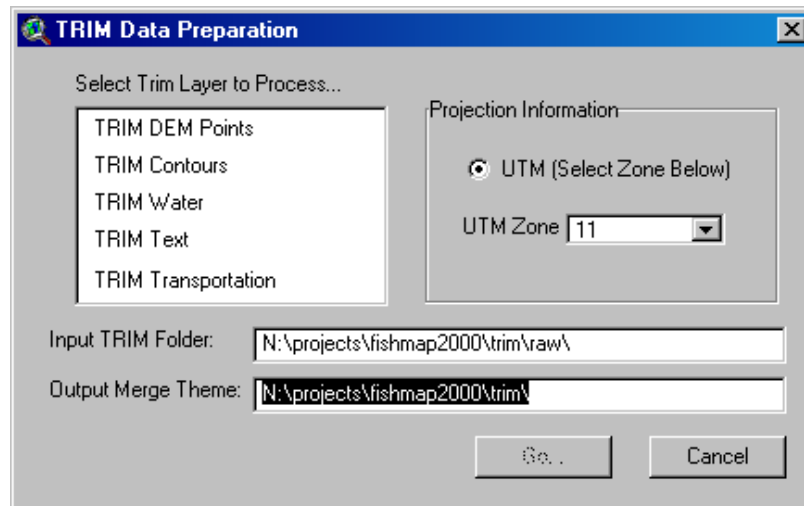 TRIM Data Preparation
Select Trim Layer to Process...
TRIM DEM Points
TRIM Contours
TRIM Water
TRIM Text
TRIM Transportation
Projection Information
UTM (Select Zone Below)
UTM Zone 11
Input TRIM Folder: N:\projects\fishmap2000\trim\raw\
Output Merge Theme: N:\projects\fishmap2000\trim\
Go. . Cancel